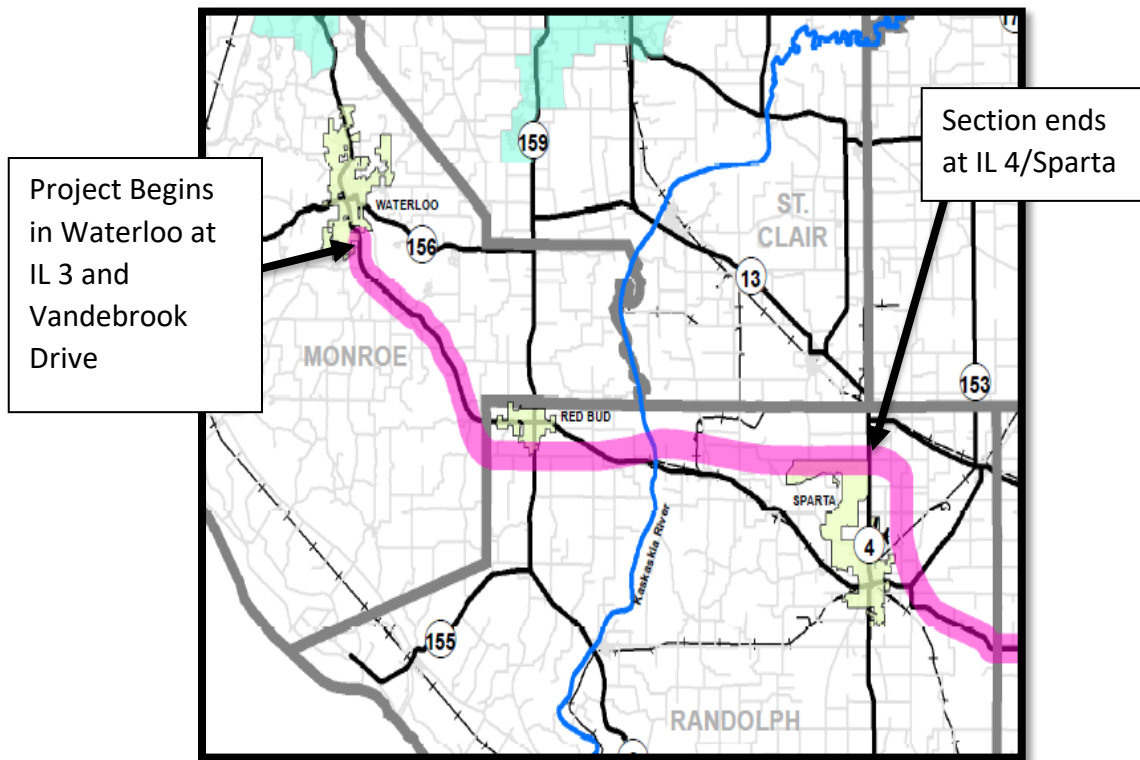 17
159
Section ends
at IL 4/Sparta
Project Begins
in Waterloo at
IL 3 and
Vandebrook
Drive
WATERLOO
ST.
CLAIR
156
13
MONROE
153
RED BUD
SPARTA
4
Kaskaskia River
155
RANDOLPH